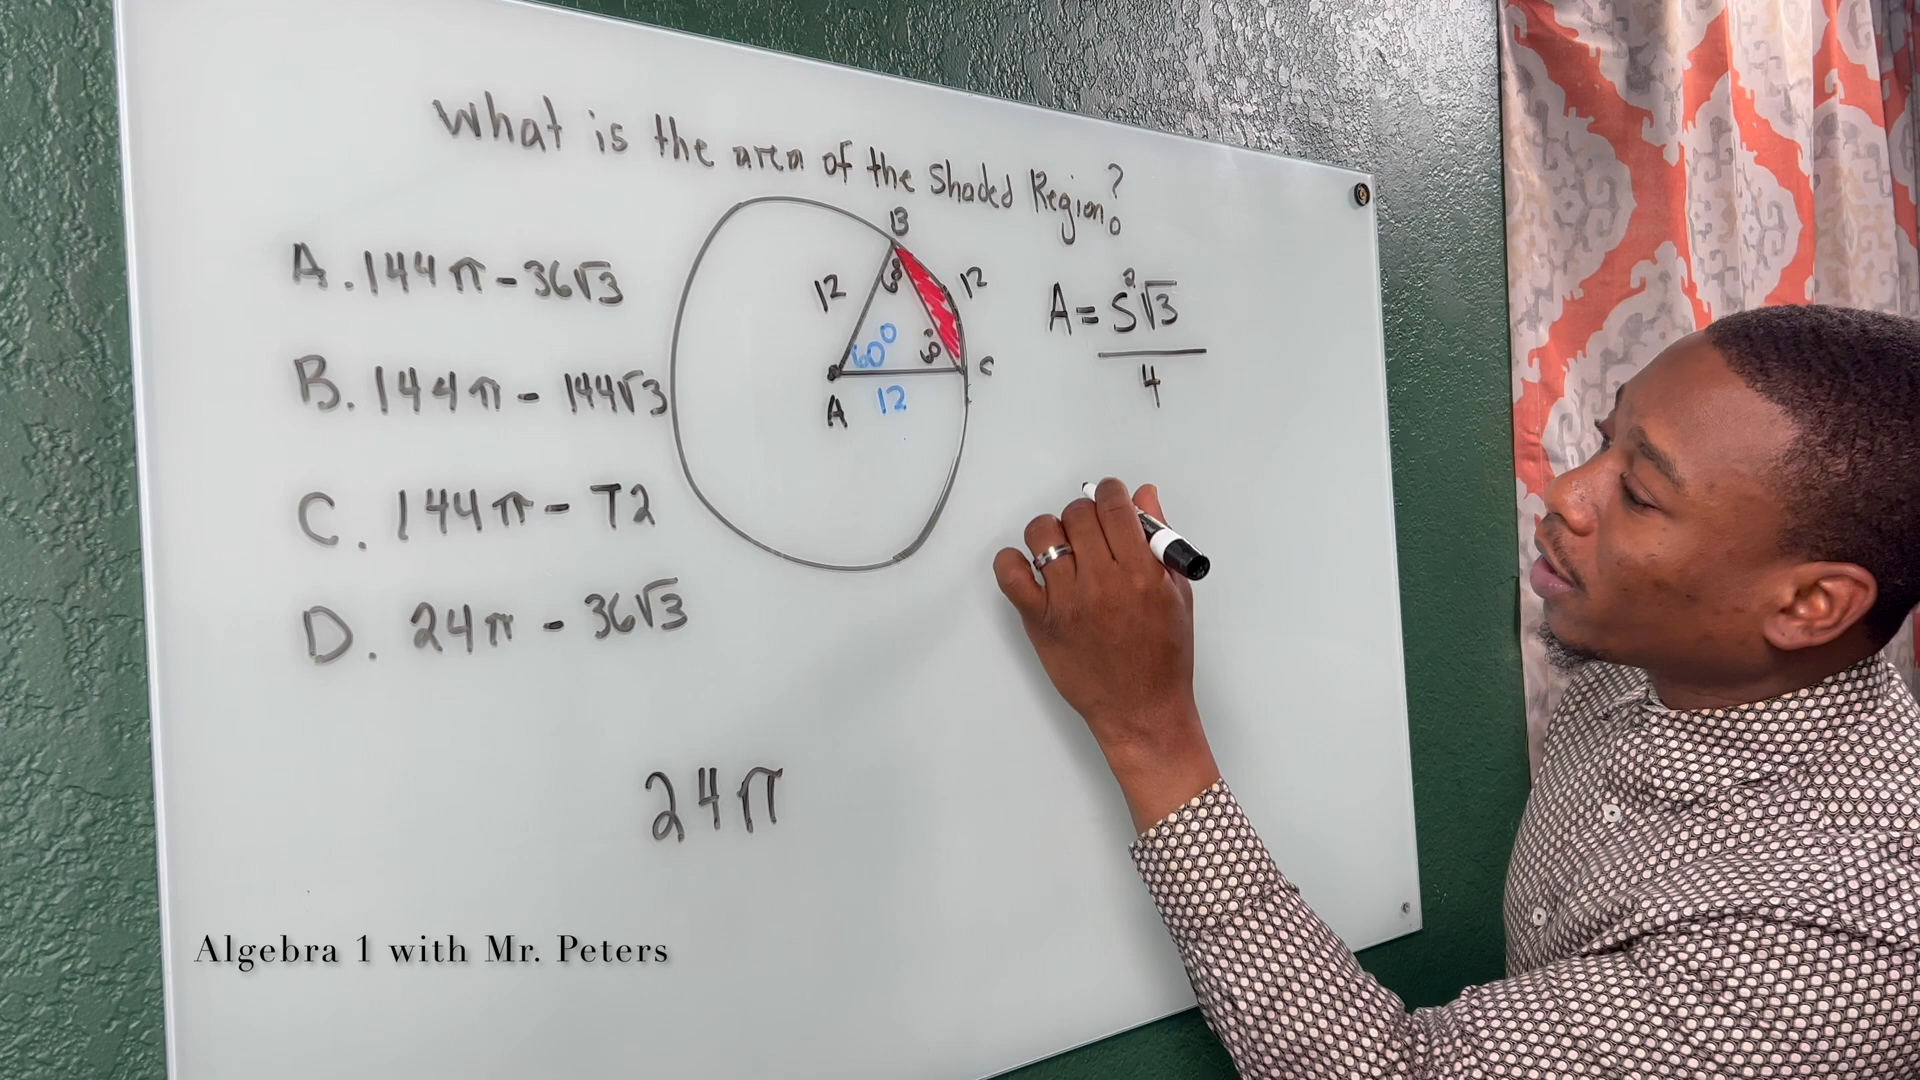 What is the area of the Shaded Region?
A. 144π - 36√3
B. 144π - 144√3
C. 144π - 72
D. 24π - 36√3
B
12
60
12
60°
60°
C
A
12
A = S²√3
4
24π
Algebra 1 with Mr. Peters